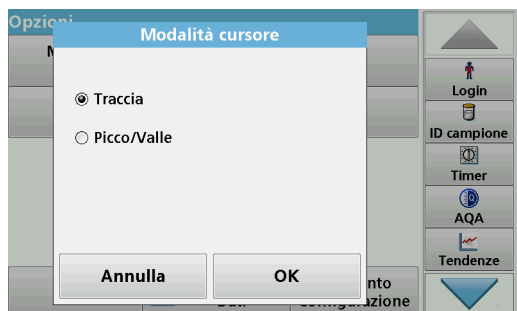 Opzioni
Modalità cursore
Traccia
Picco/Valle
Annulla
OK
Login
ID campione
Timer
AQA
Tendenze